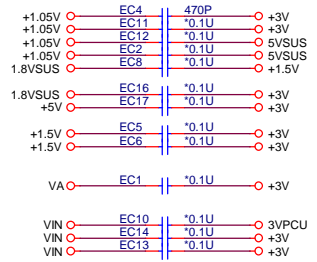 +1.05V EC4 470P +3V
+1.05V EC11 *0.1U +3V
+1.05V EC12 *0.1U 5VSUS
+1.05V EC2 *0.1U 5VSUS
1.8VSUS EC8 *0.1U +1.5V
1.8VSUS EC16 *0.1U +3V
+5V EC17 *0.1U +3V
+1.5V EC5 *0.1U +3V
+1.5V EC6 *0.1U +3V
VA EC1 *0.1U +3V
VIN EC10 *0.1U 3VPCU
VIN EC14 *0.1U +3V
VIN EC13 *0.1U +3V